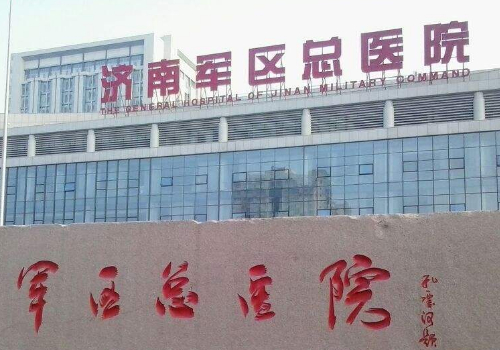 济南军区总医院
THE GENERAL HOSPITAL OF JINAN MILITARY COMMAND
军区总医院